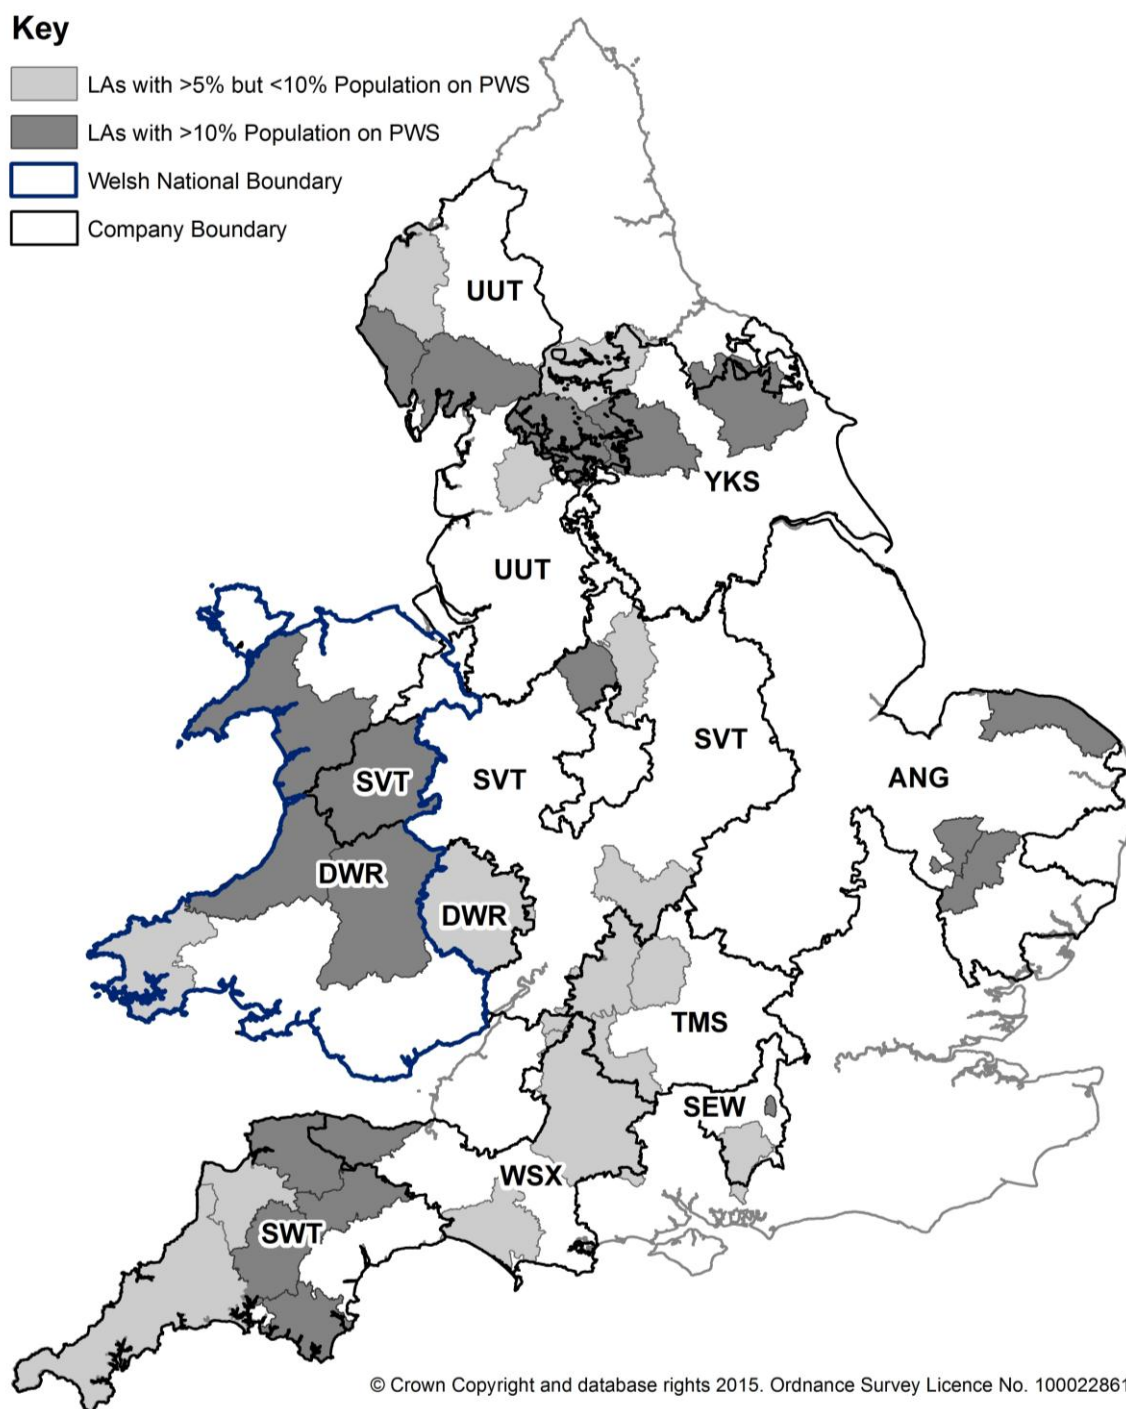 Key
LAs with >5% but <10% Population on PWS
LAs with >10% Population on PWS
Welsh National Boundary
Company Boundary
UUT
YKS
UUT
SVT
SVT
SVT
ANG
DWR
DWR
TMS
SEW
WSX
SWT
© Crown Copyright and database rights 2015. Ordnance Survey Licence No. 100022861